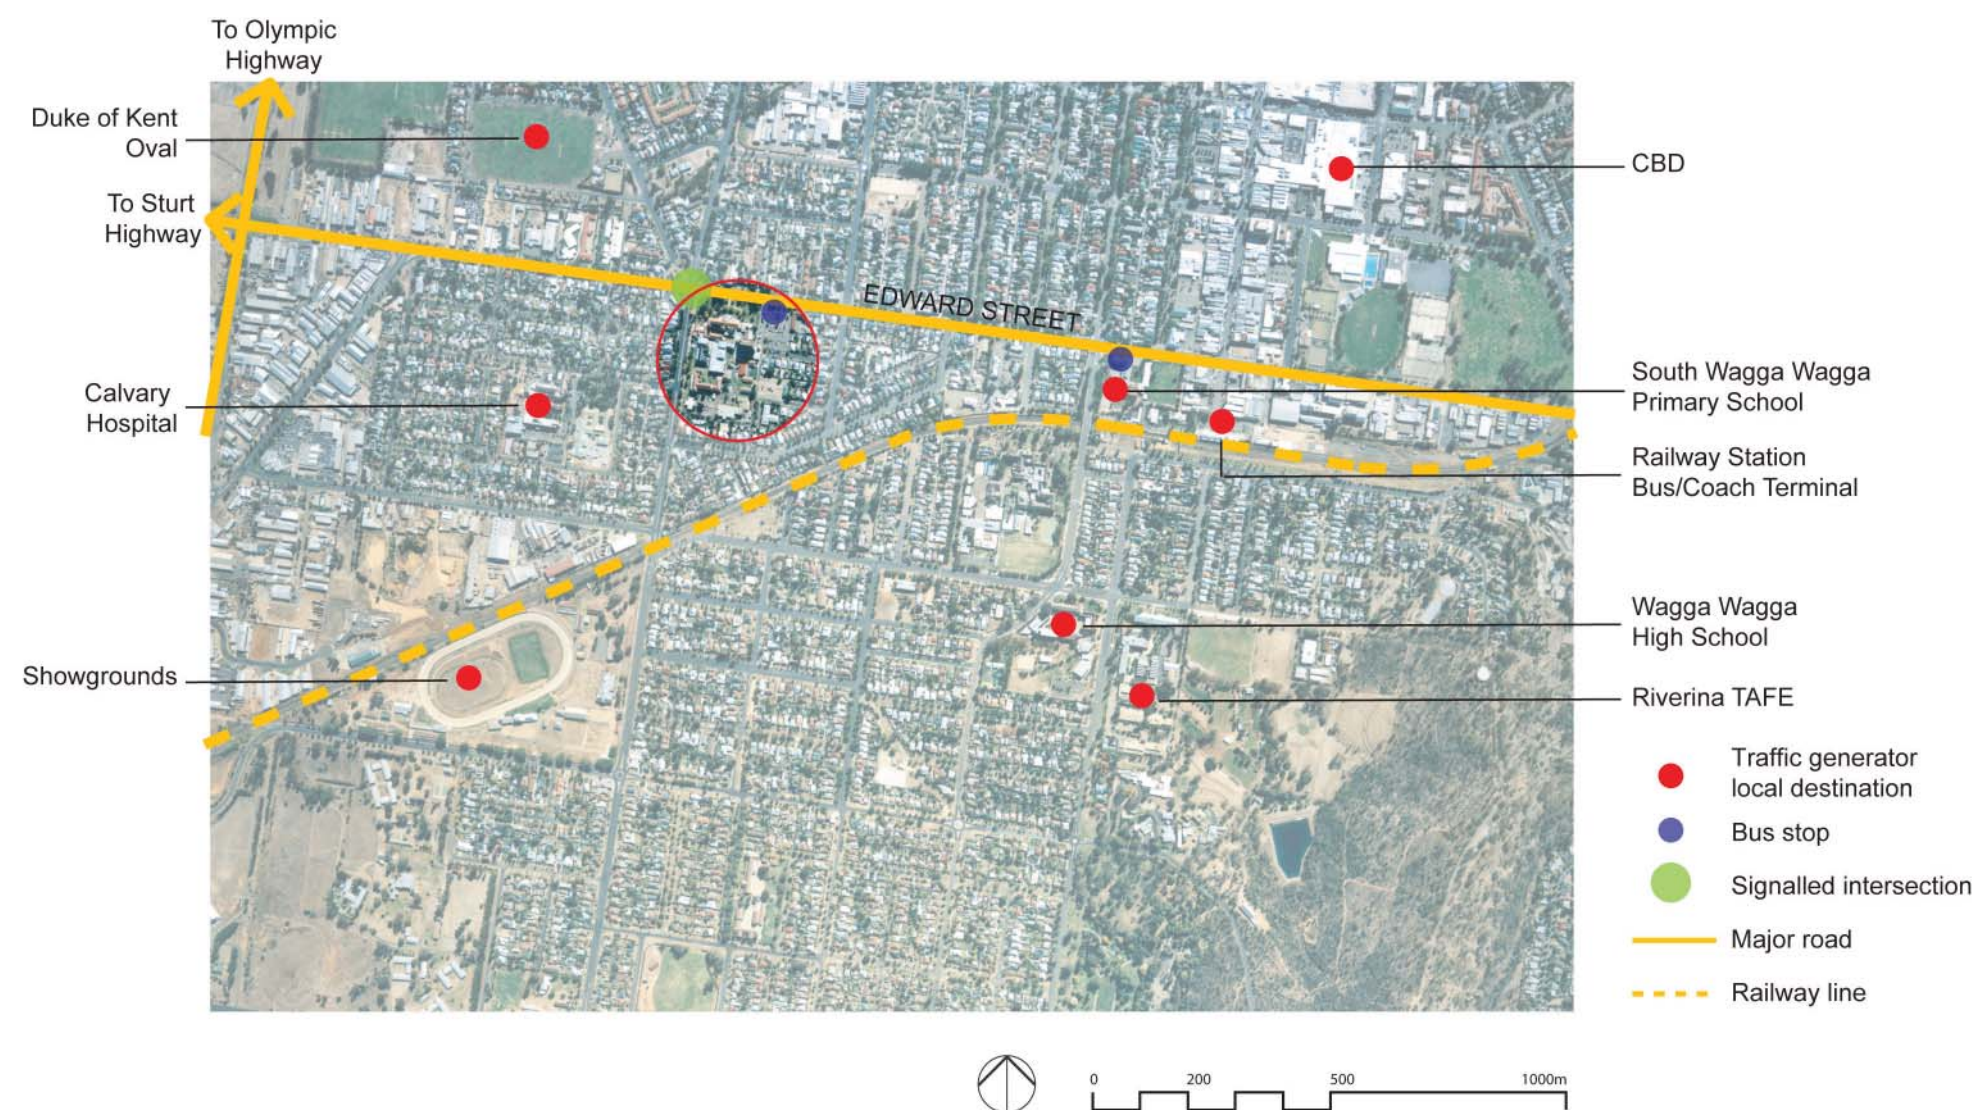 To Olympic
Highway
Duke of Kent
Oval
To Sturt
Highway
Calvary
Hospital
Showgrounds
EDWARD STREET
CBD
South Wagga Wagga
Primary School
Railway Station
Bus/Coach Terminal
Wagga Wagga
High School
Riverina TAFE
Traffic generator
local destination
Bus stop
Signalled intersection
Major road
Railway line
0 200 500 1000m